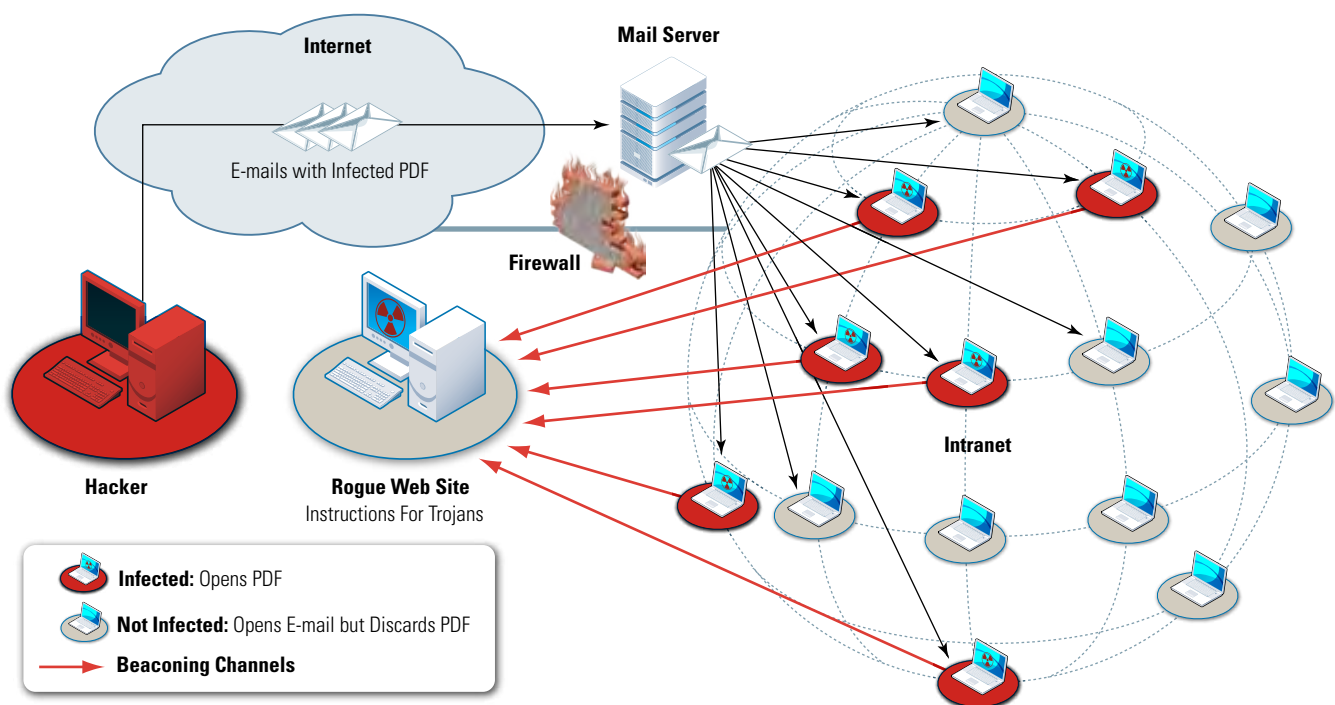 Internet
Mail Server
E-mails with Infected PDF
Firewall
Intranet
Hacker
Rogue Web Site
Instructions For Trojans
Infected: Opens PDF
Not Infected: Opens E-mail but Discards PDF
Beaconing Channels